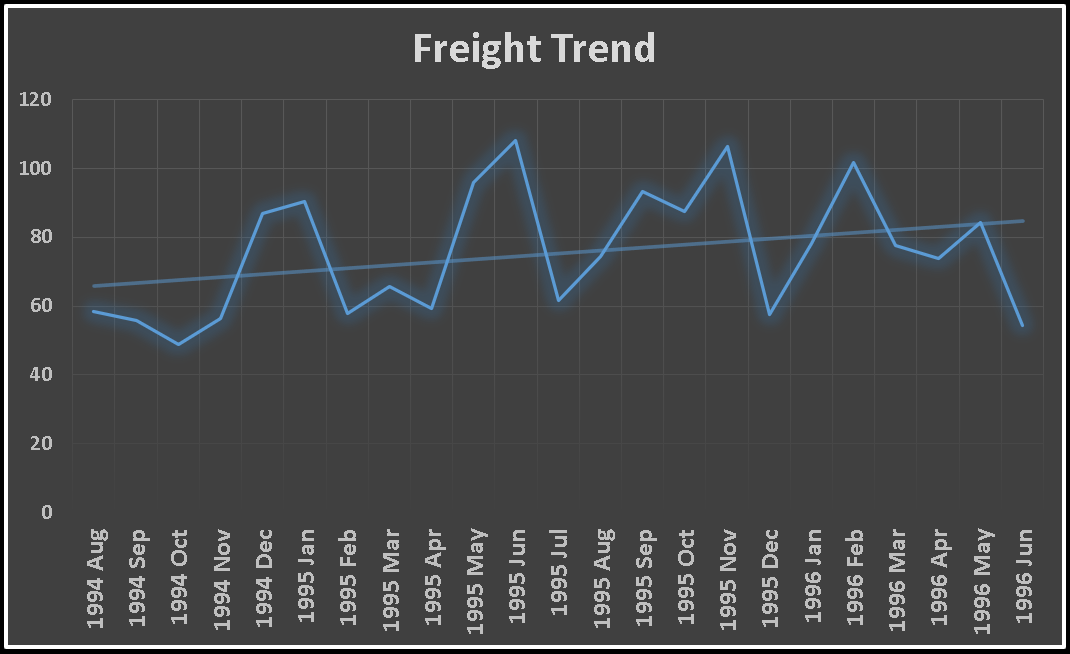 Freight Trend
120
100
80
60
40
20
0
1994 Aug
1994 Sep
1994 Oct
1994 Nov
1994 Dec
1995 Jan
1995 Feb
1995 Mar
1995 Apr
1995 May
1995 Jun
1995 Jul
1995 Aug
1995 Sep
1995 Oct
1995 Nov
1995 Dec
1996 Jan
1996 Feb
1996 Mar
1996 Apr
1996 May
1996 Jun